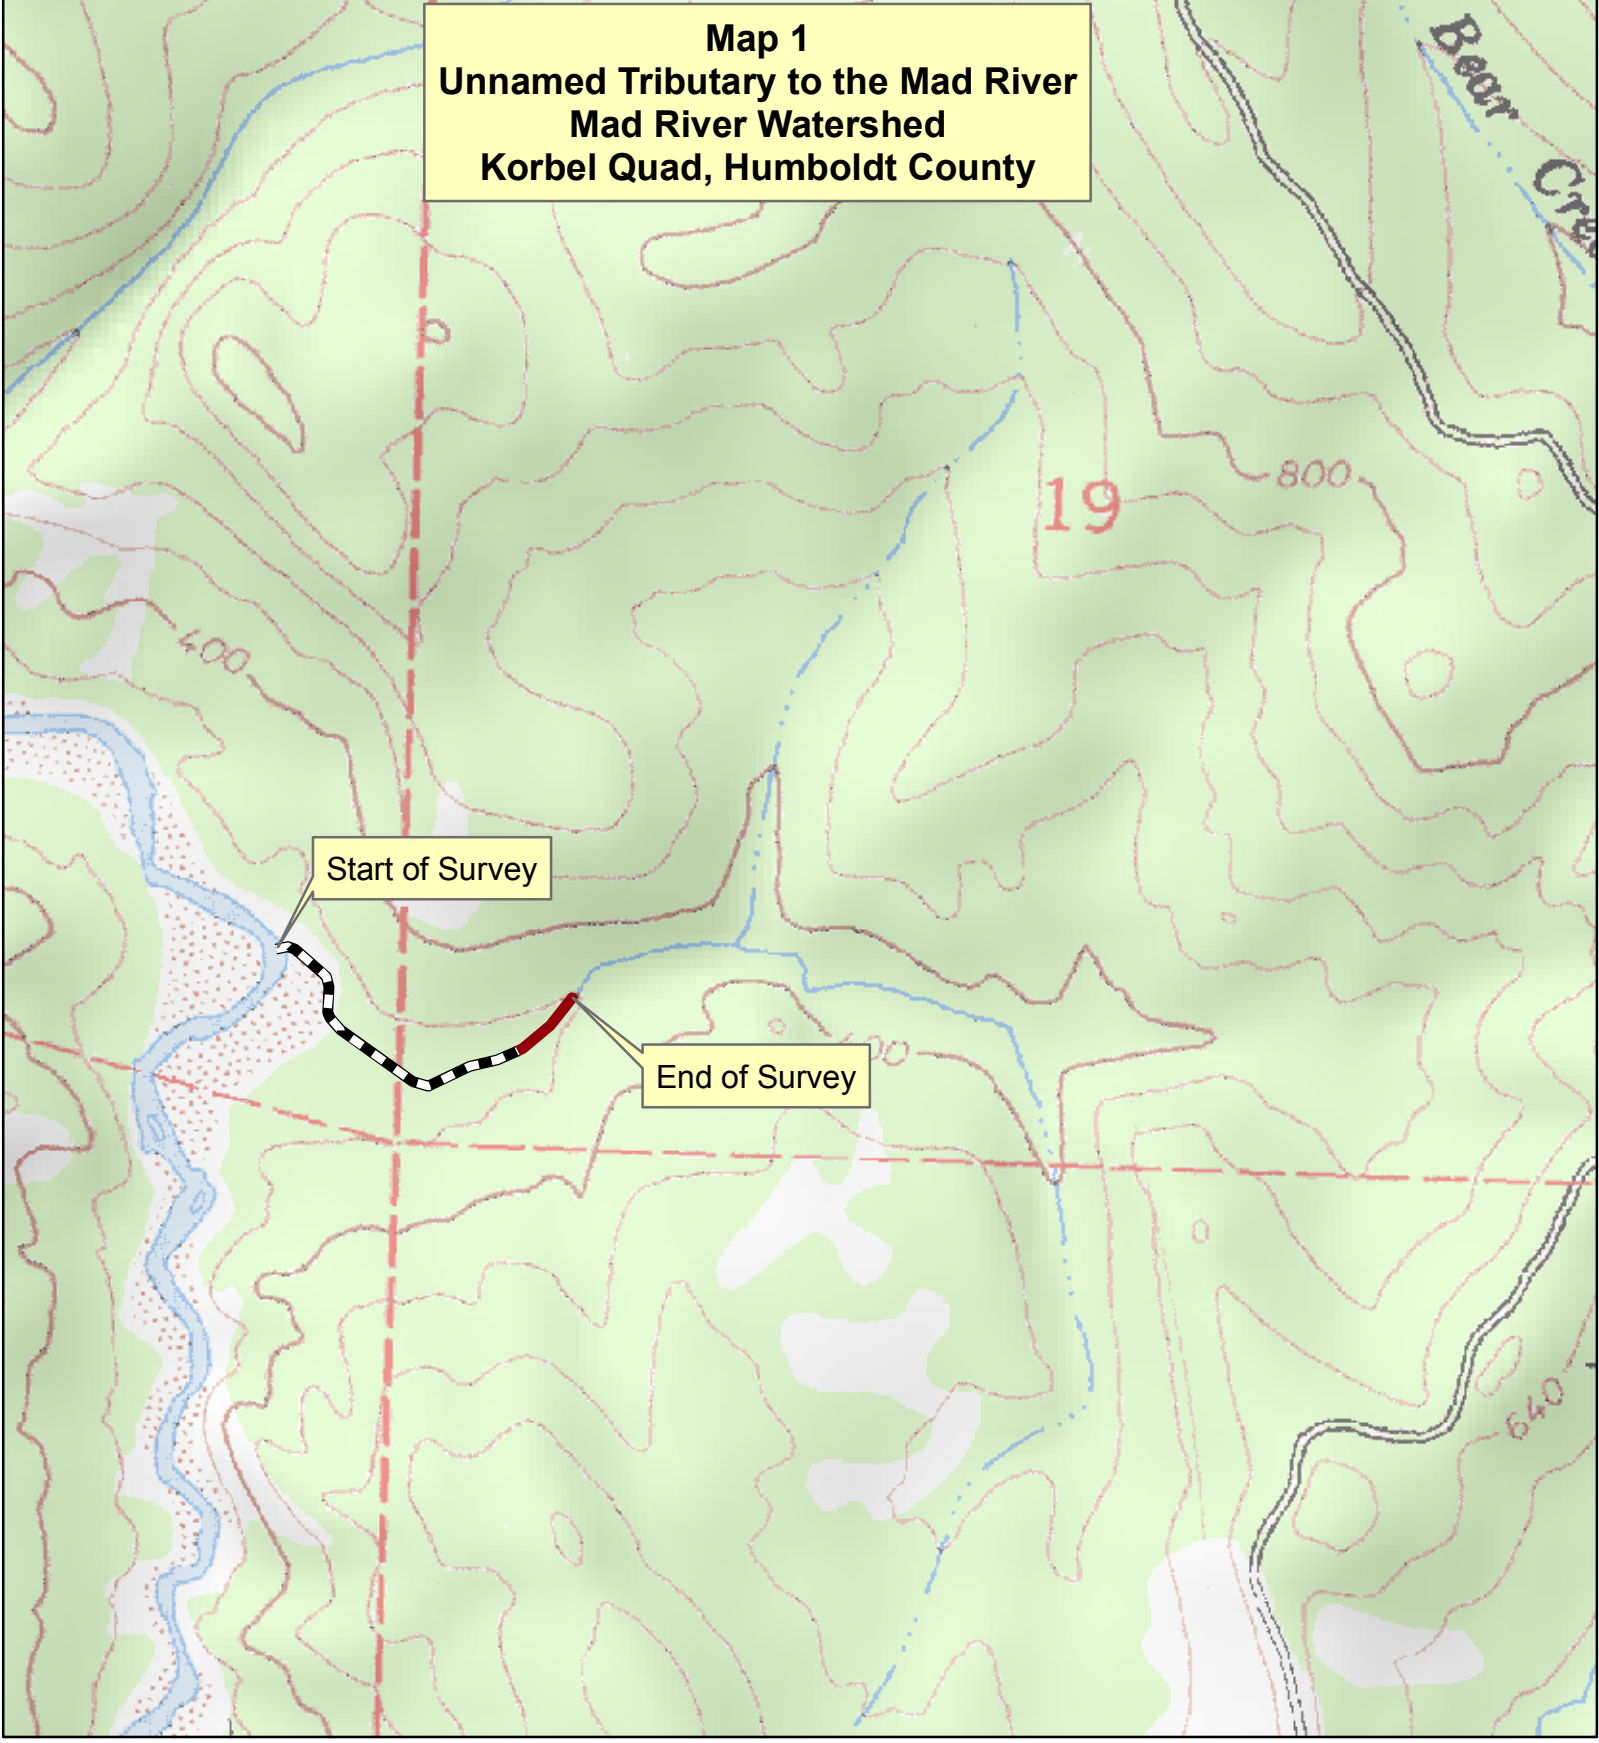 Map 1
Unnamed Tributary to the Mad River
Mad River Watershed
Korbel Quad, Humboldt County
Bear
19
800
400
Start of Survey
End of Survey
640